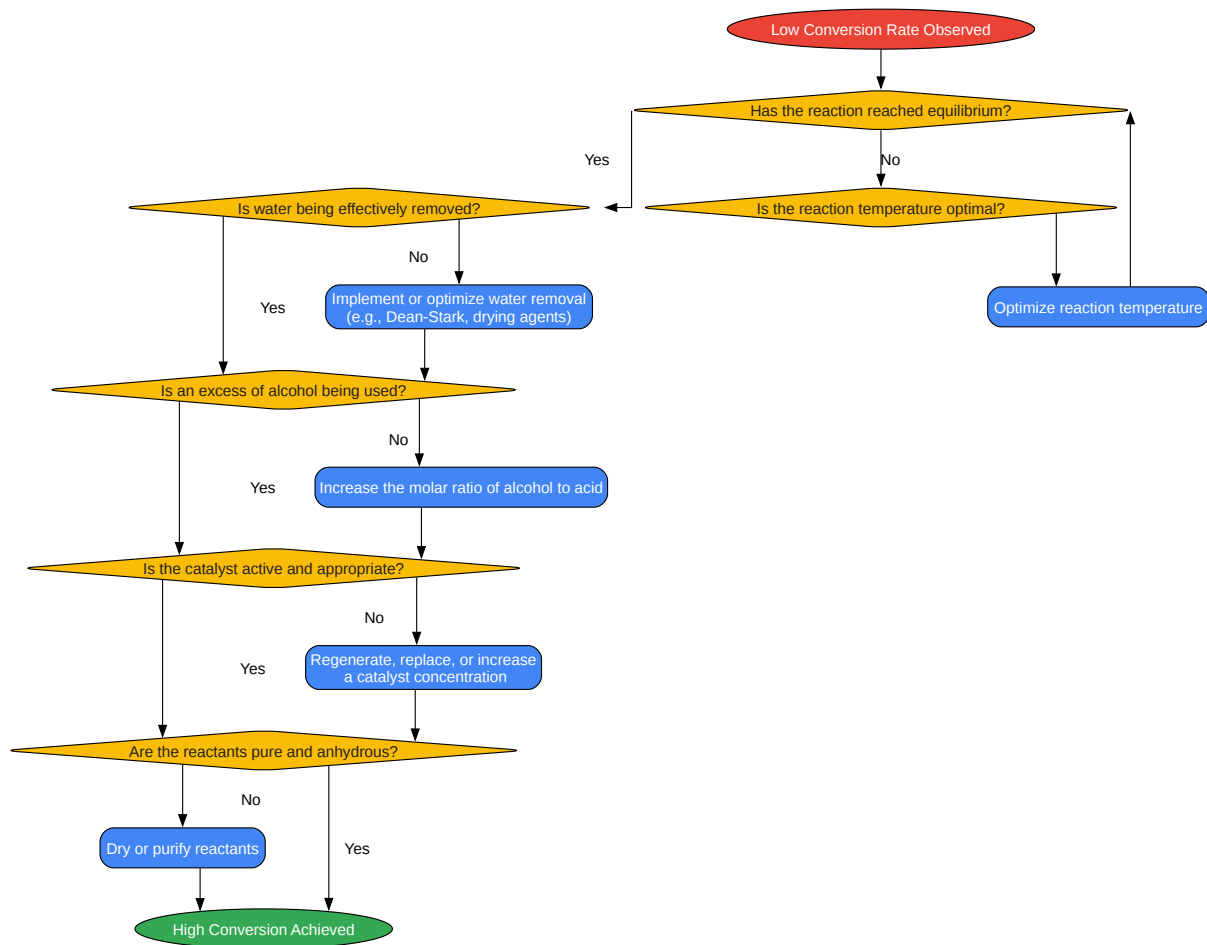 Low Conversion Rate Observed
Has the reaction reached equilibrium?
Yes
No
Is water being effectively removed?
Is the reaction temperature optimal?
No
Yes
Implement or optimize water removal
(e.g., Dean-Stark, drying agents)
Optimize reaction temperature
Is an excess of alcohol being used?
No
Yes
Increase the molar ratio of alcohol to acid
Is the catalyst active and appropriate?
No
Yes
Regenerate, replace, or increase
a catalyst concentration
Are the reactants pure and anhydrous?
No
Dry or purify reactants
Yes
High Conversion Achieved